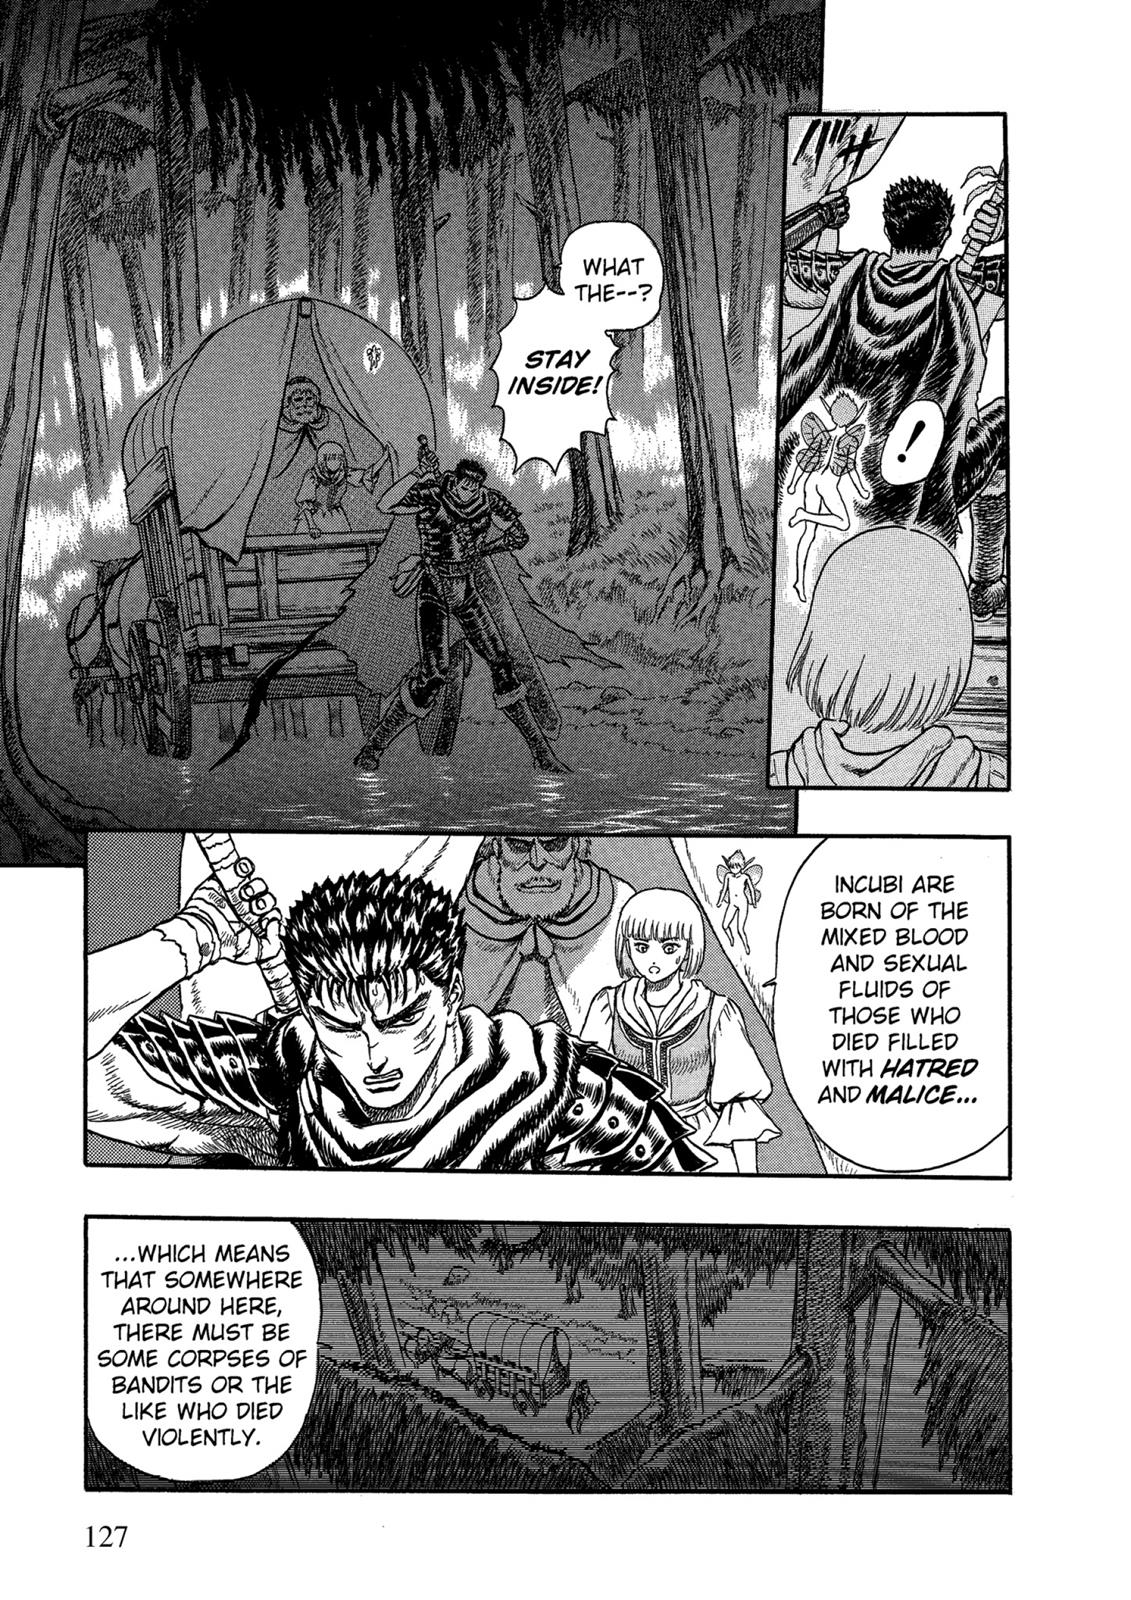 バサ
!
WHAT
THE--?
STAY
INSIDE!
INCUBI ARE
BORN OF THE
MIXED BLOOD
AND SEXUAL
FLUIDS OF
THOSE WHO
DIED FILLED
WITH HATRED
AND MALICE...
...WHICH MEANS
THAT SOMEWHERE
AROUND HERE,
THERE MUST BE
SOME CORPSES OF
BANDITS OR THE
LIKE WHO DIED
VIOLENTLY.
127